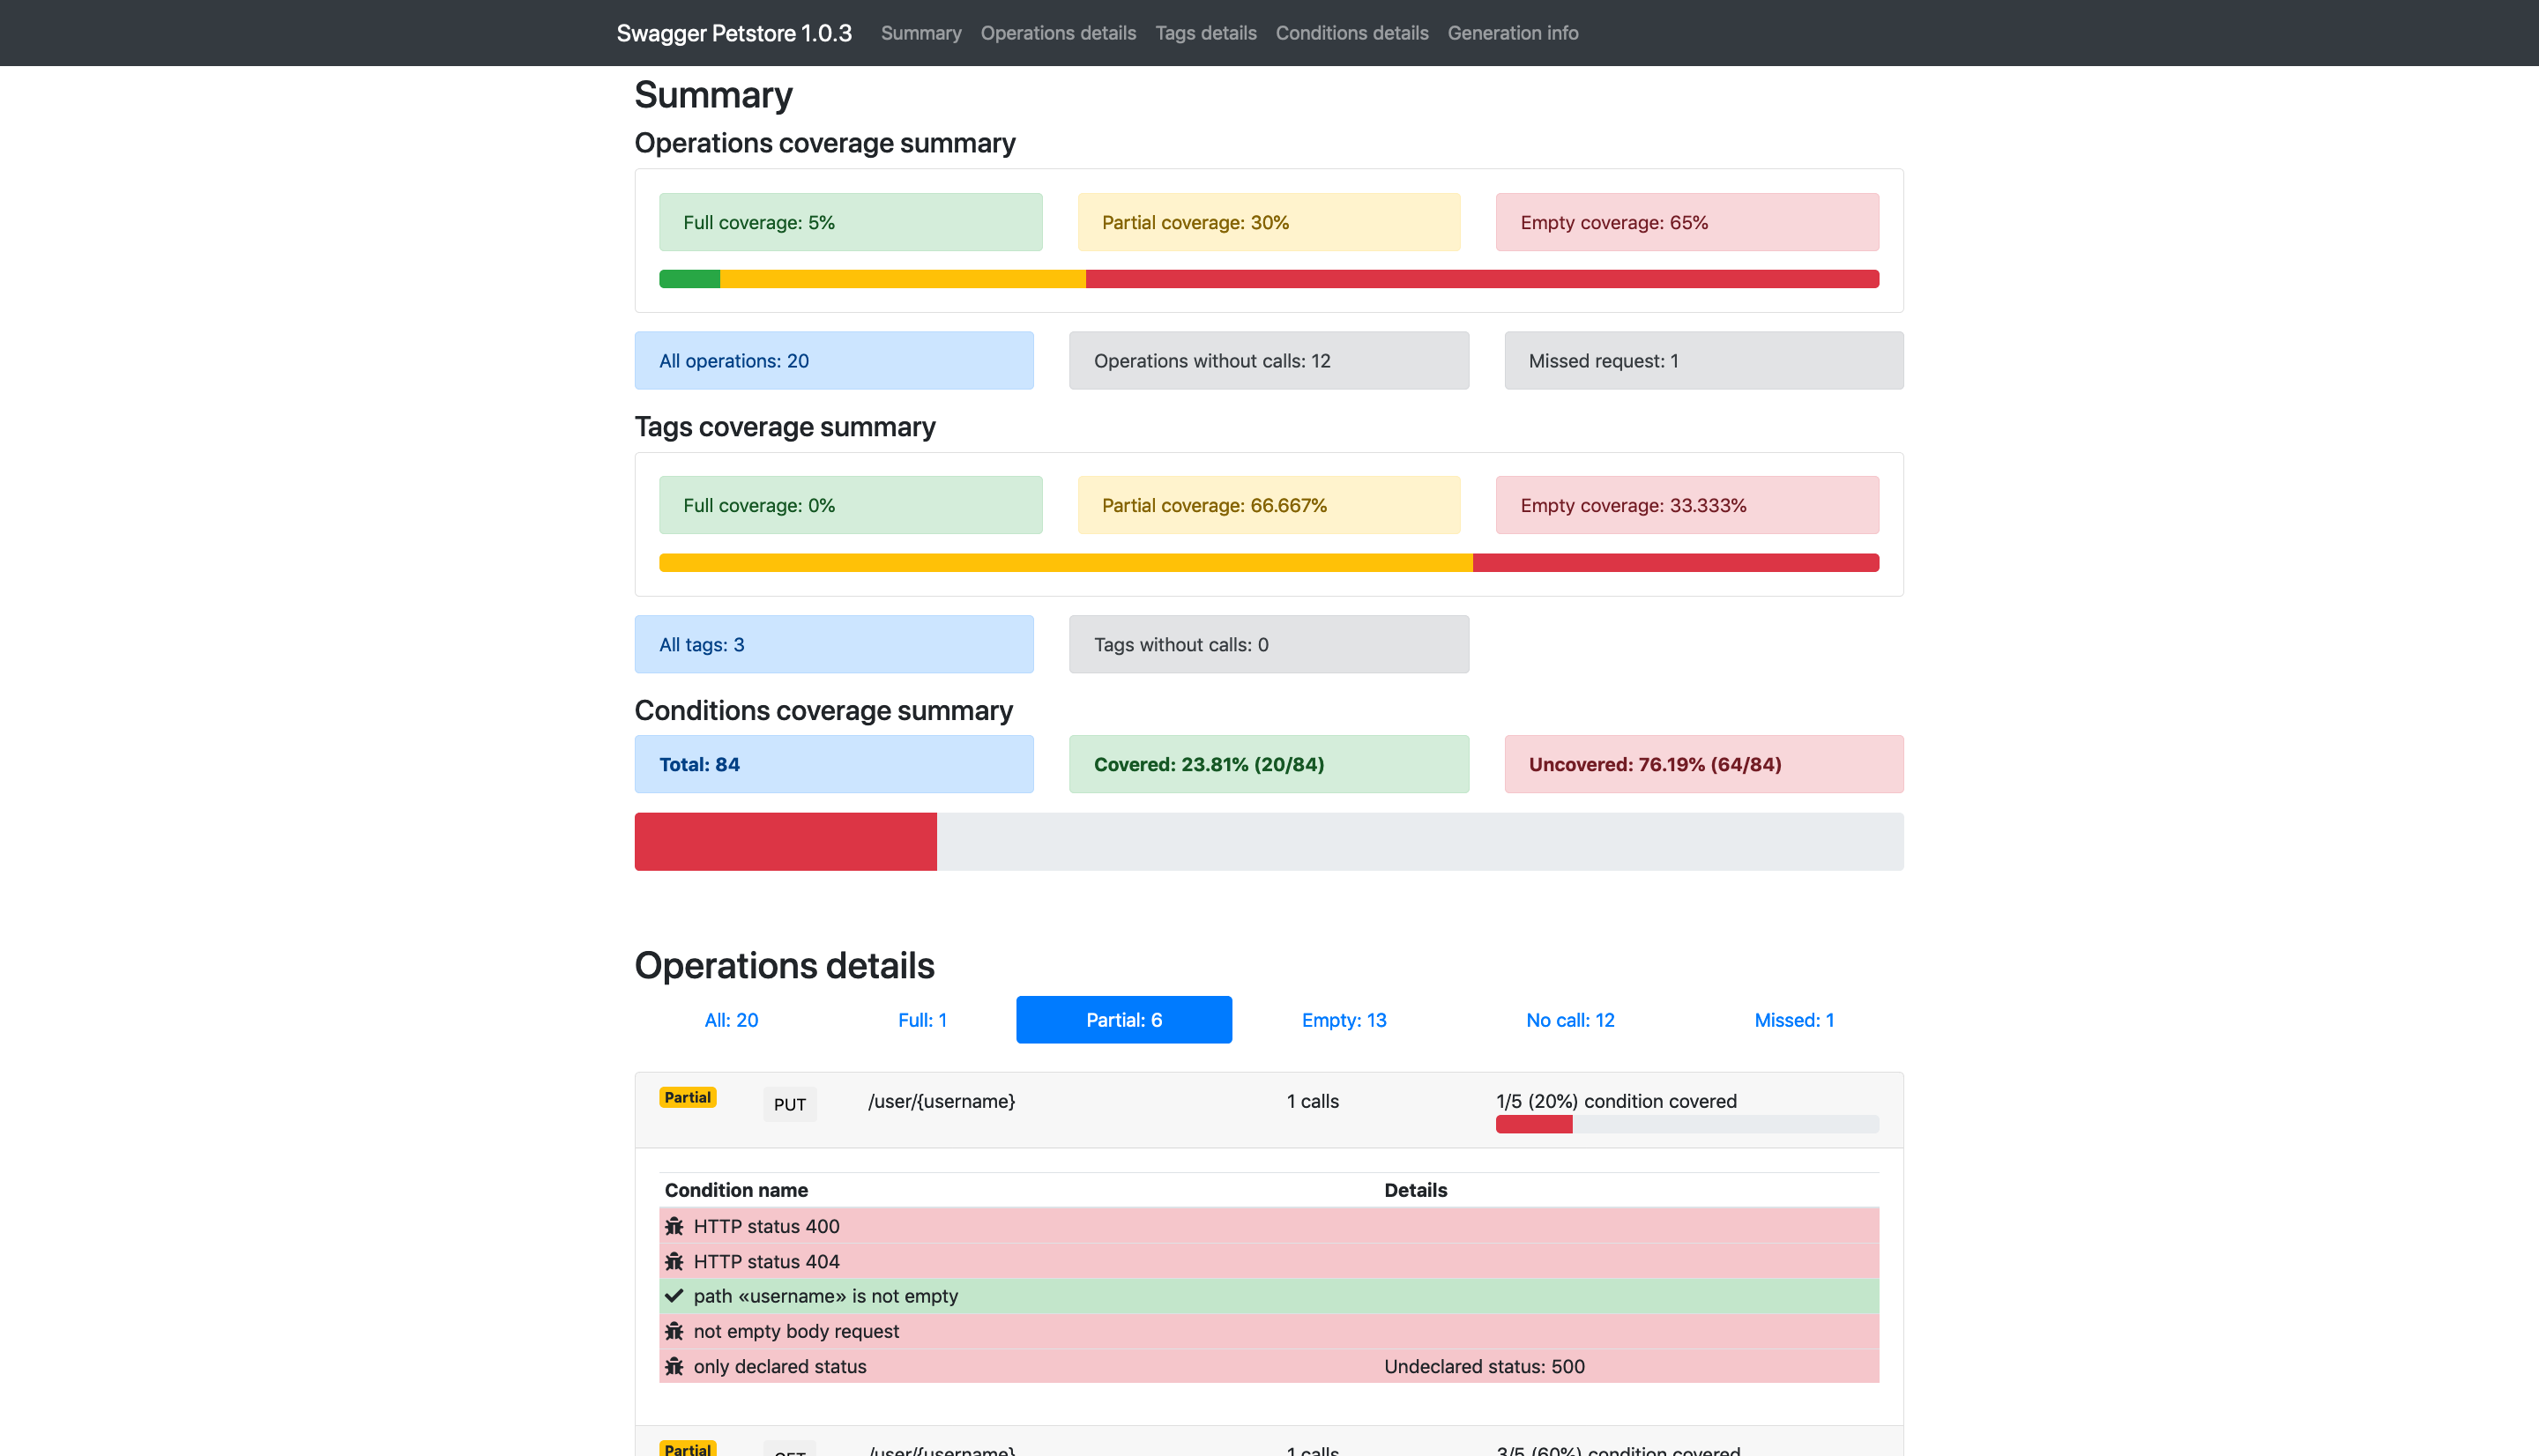 Swagger Petstore 1.0.3 Summary Operations details Tags details Conditions details Generation info
Summary
Operations coverage summary
Full coverage: 5% Partial coverage: 30% Empty coverage: 65%
All operations: 20 Operations without calls: 12 Missed request: 1
Tags coverage summary
Full coverage: 0% Partial coverage: 66.667% Empty coverage: 33.333%
All tags: 3 Tags without calls: 0
Conditions coverage summary
Total: 84 Covered: 23.81% (20/84) Uncovered: 76.19% (64/84)
Operations details
All: 20 Full: 1 Partial: 6 Empty: 13 No call: 12 Missed: 1
Partial PUT /user/{username} 1 calls 1/5 (20%) condition covered
Condition name Details
HTTP status 400
HTTP status 404
path «username» is not empty
not empty body request
only declared status Undeclared status: 500
Partial GET /user/{username} 1 calls 3/5 (60%) condition covered